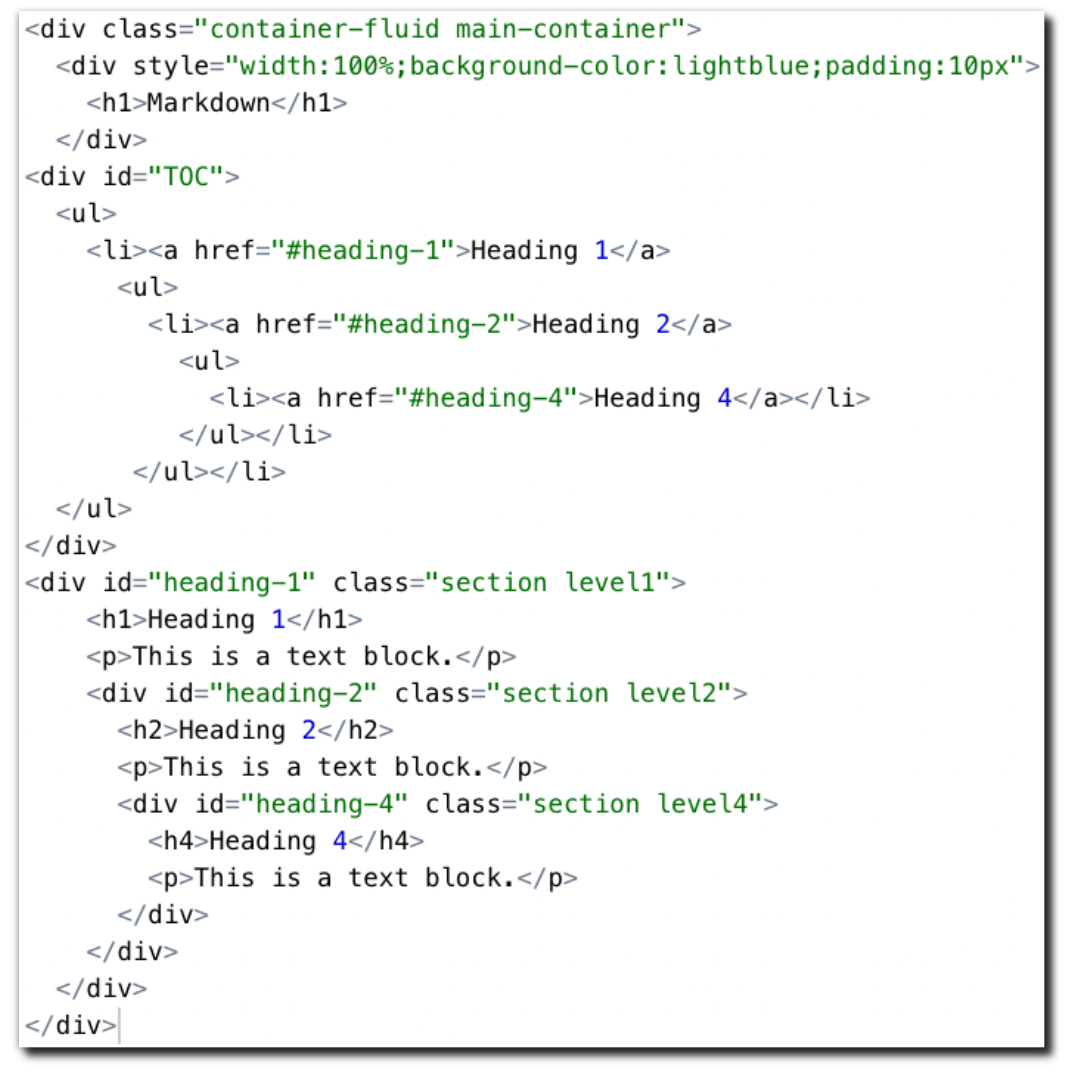 <div class="container-fluid main-container">
  <div style="width:100%;background-color:lightblue;padding:10px">
    <h1>Markdown</h1>
  </div>
<div id="TOC">
  <ul>
    <li><a href="#heading-1">Heading 1</a>
      <ul>
        <li><a href="#heading-2">Heading 2</a>
          <ul>
            <li><a href="#heading-4">Heading 4</a></li>
          </ul></li>
       </ul></li>
  </ul>
</div>
<div id="heading-1" class="section level1">
    <h1>Heading 1</h1>
    <p>This is a text block.</p>
    <div id="heading-2" class="section level2">
      <h2>Heading 2</h2>
      <p>This is a text block.</p>
      <div id="heading-4" class="section level4">
        <h4>Heading 4</h4>
        <p>This is a text block.</p>
      </div>
    </div>
  </div>
</div>